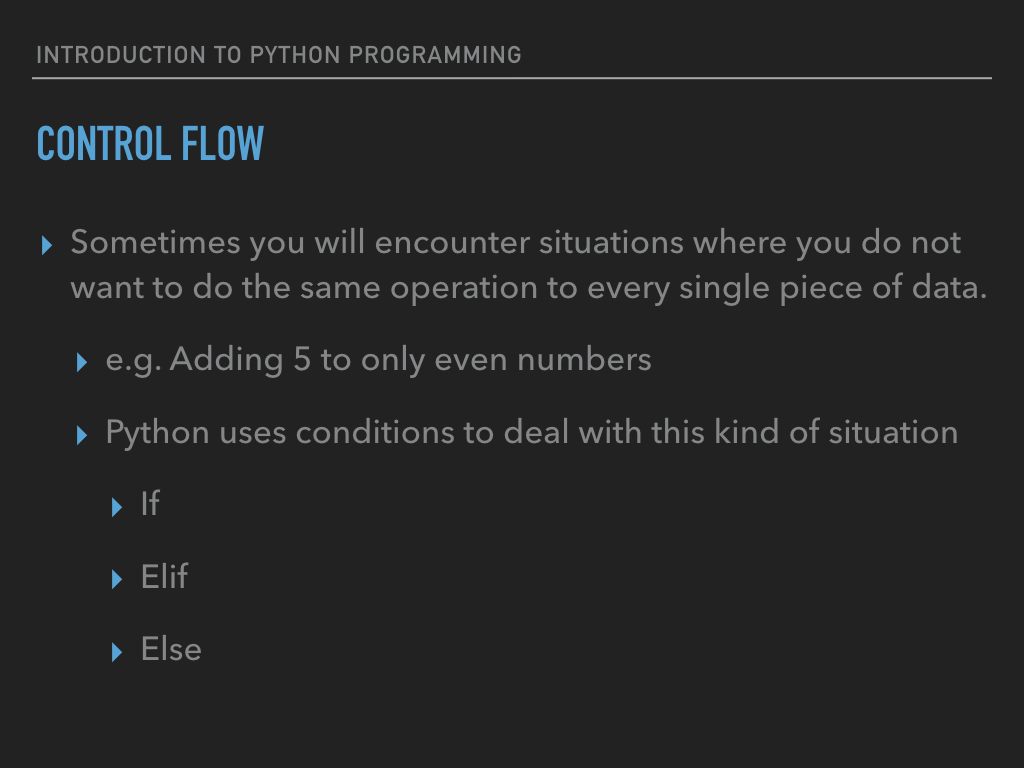 INTRODUCTION TO PYTHON PROGRAMMING
CONTROL FLOW
Sometimes you will encounter situations where you do not
want to do the same operation to every single piece of data.
e.g. Adding 5 to only even numbers
Python uses conditions to deal with this kind of situation
If
Elif
Else